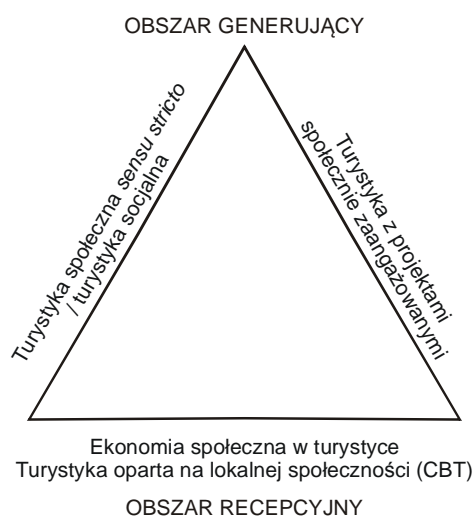 OBSZAR GENERUJĄCY
Turystyka społeczna sensu stricto
/ turystyka socjalna
Turystyka z projektami
społecznie zaangażowanymi
Ekonomia społeczna w turystyce
Turystyka oparta na lokalnej społeczności (CBT)
OBSZAR RECEPCYJNY